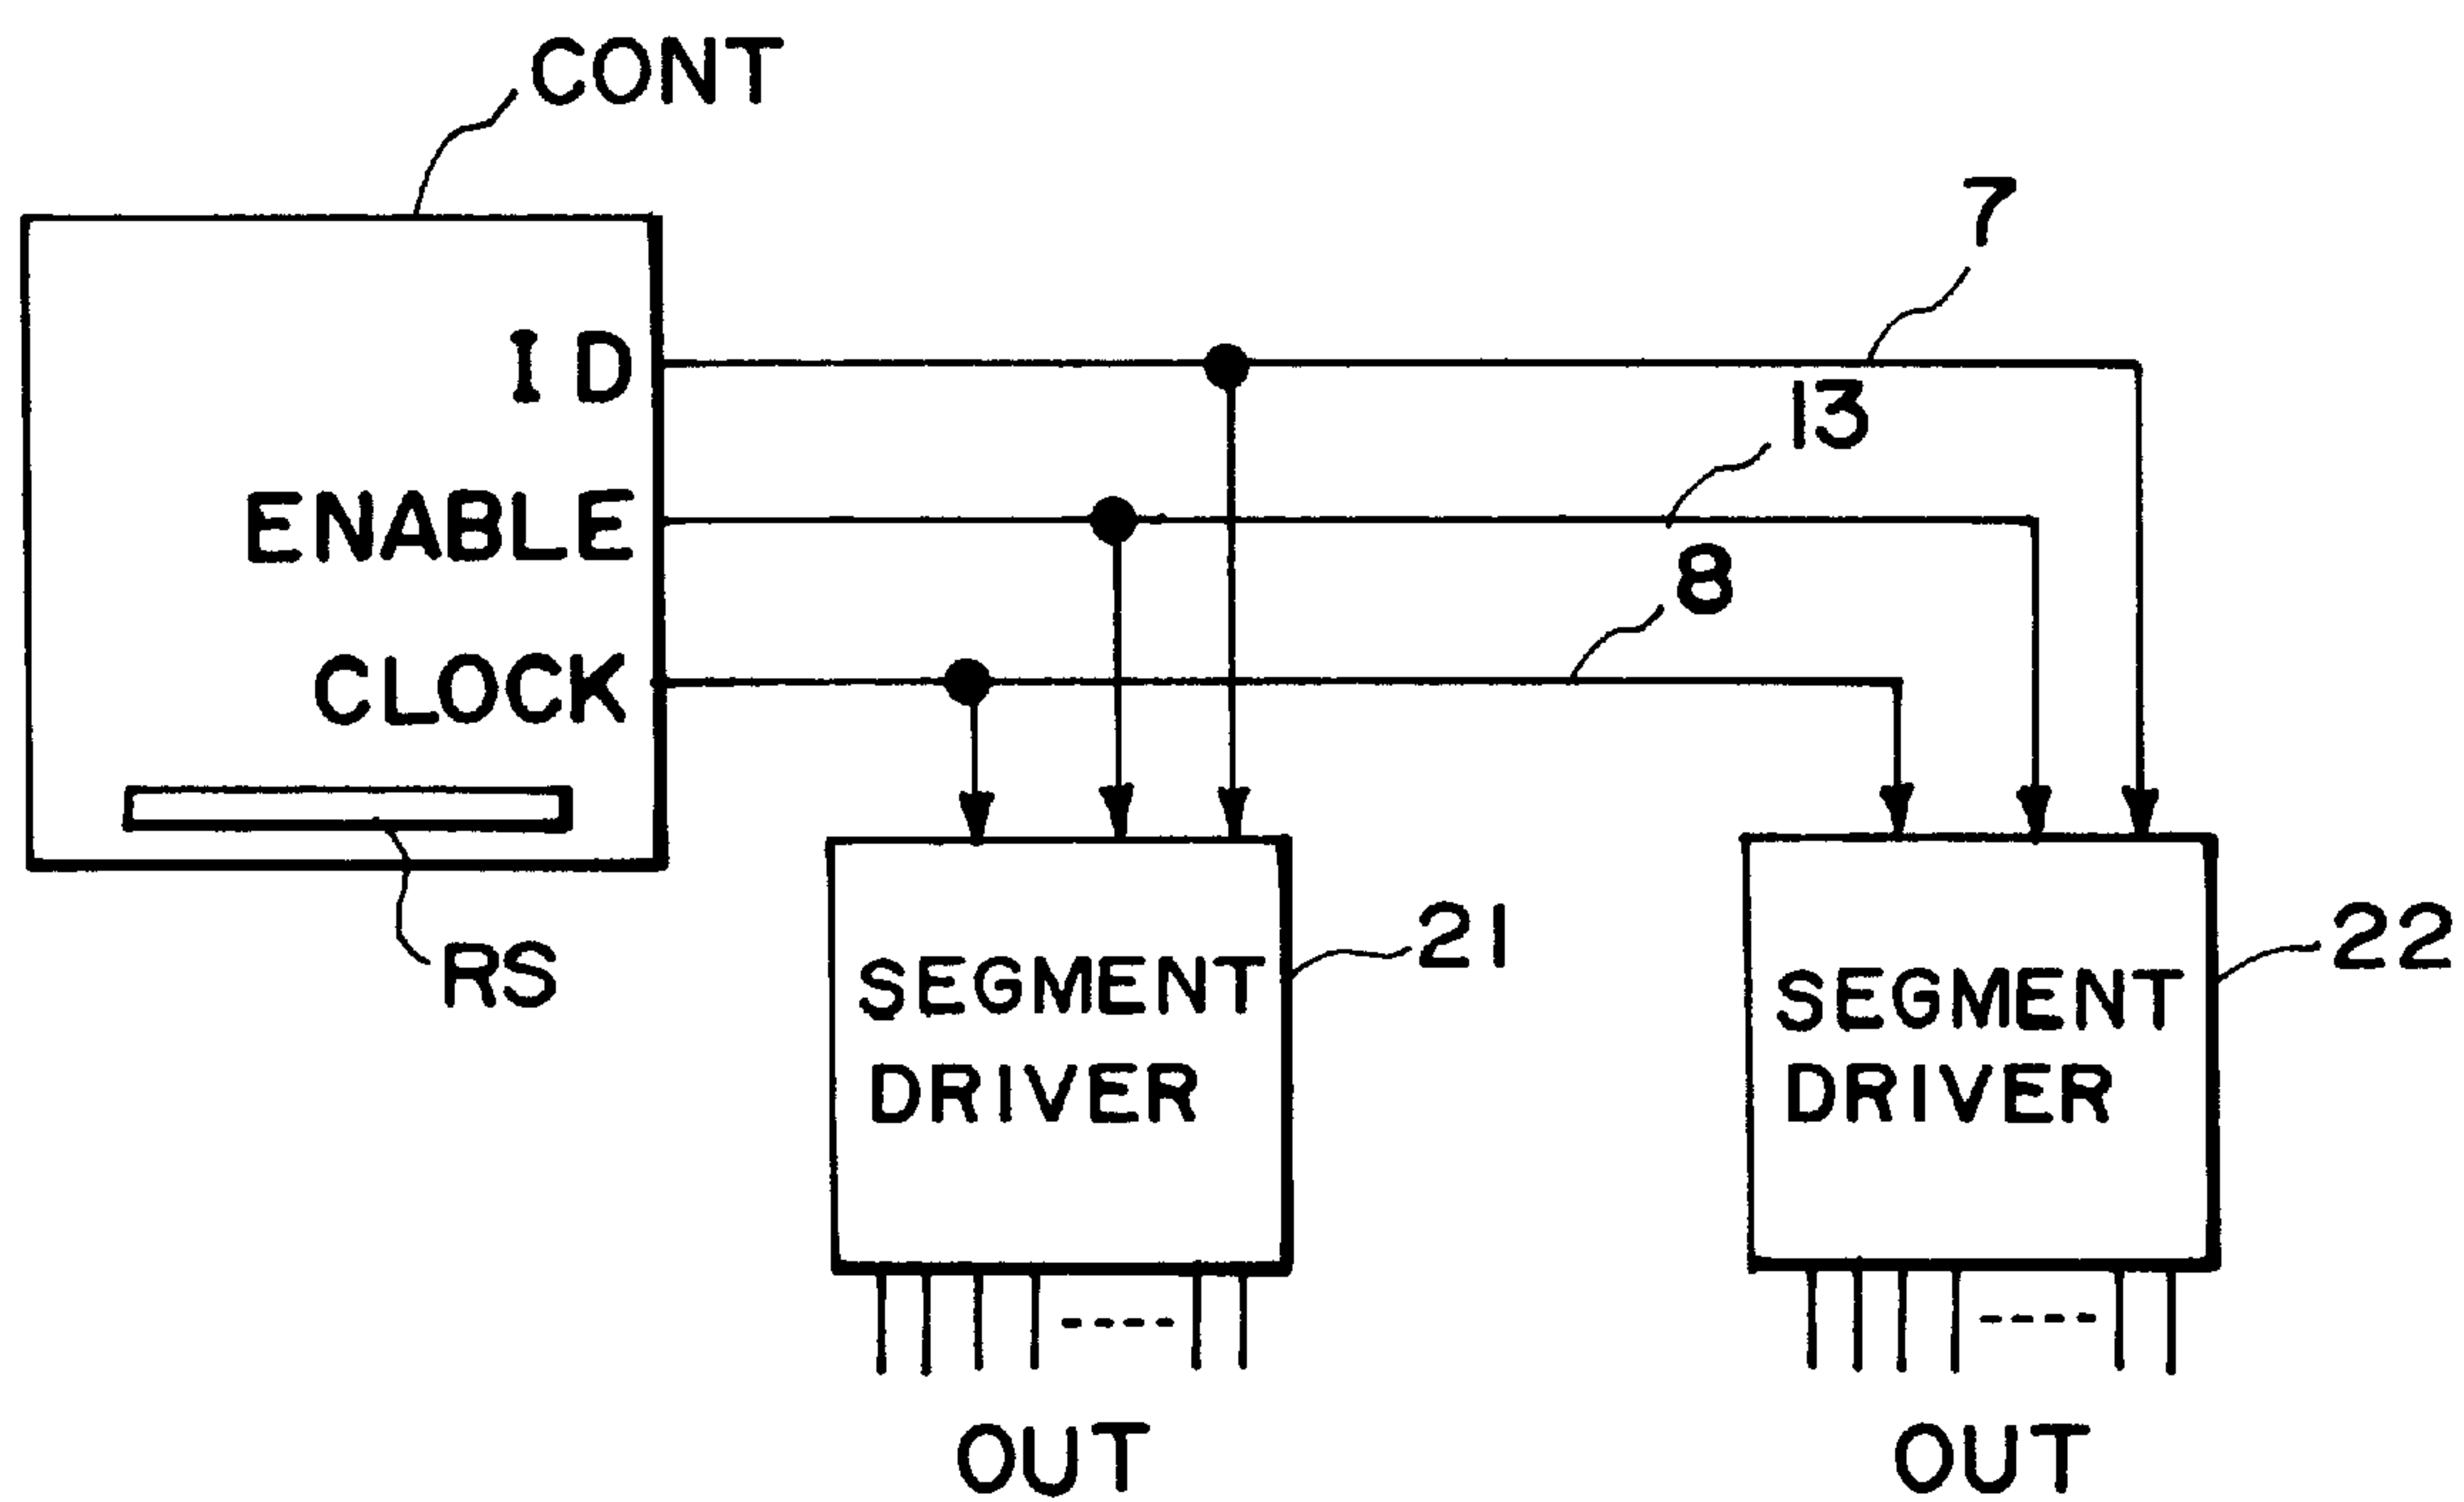 CONT
7
ID
13
ENABLE
8
CLOCK
RS
21
22
SEGMENT
DRIVER
SEGMENT
DRIVER
OUT
OUT